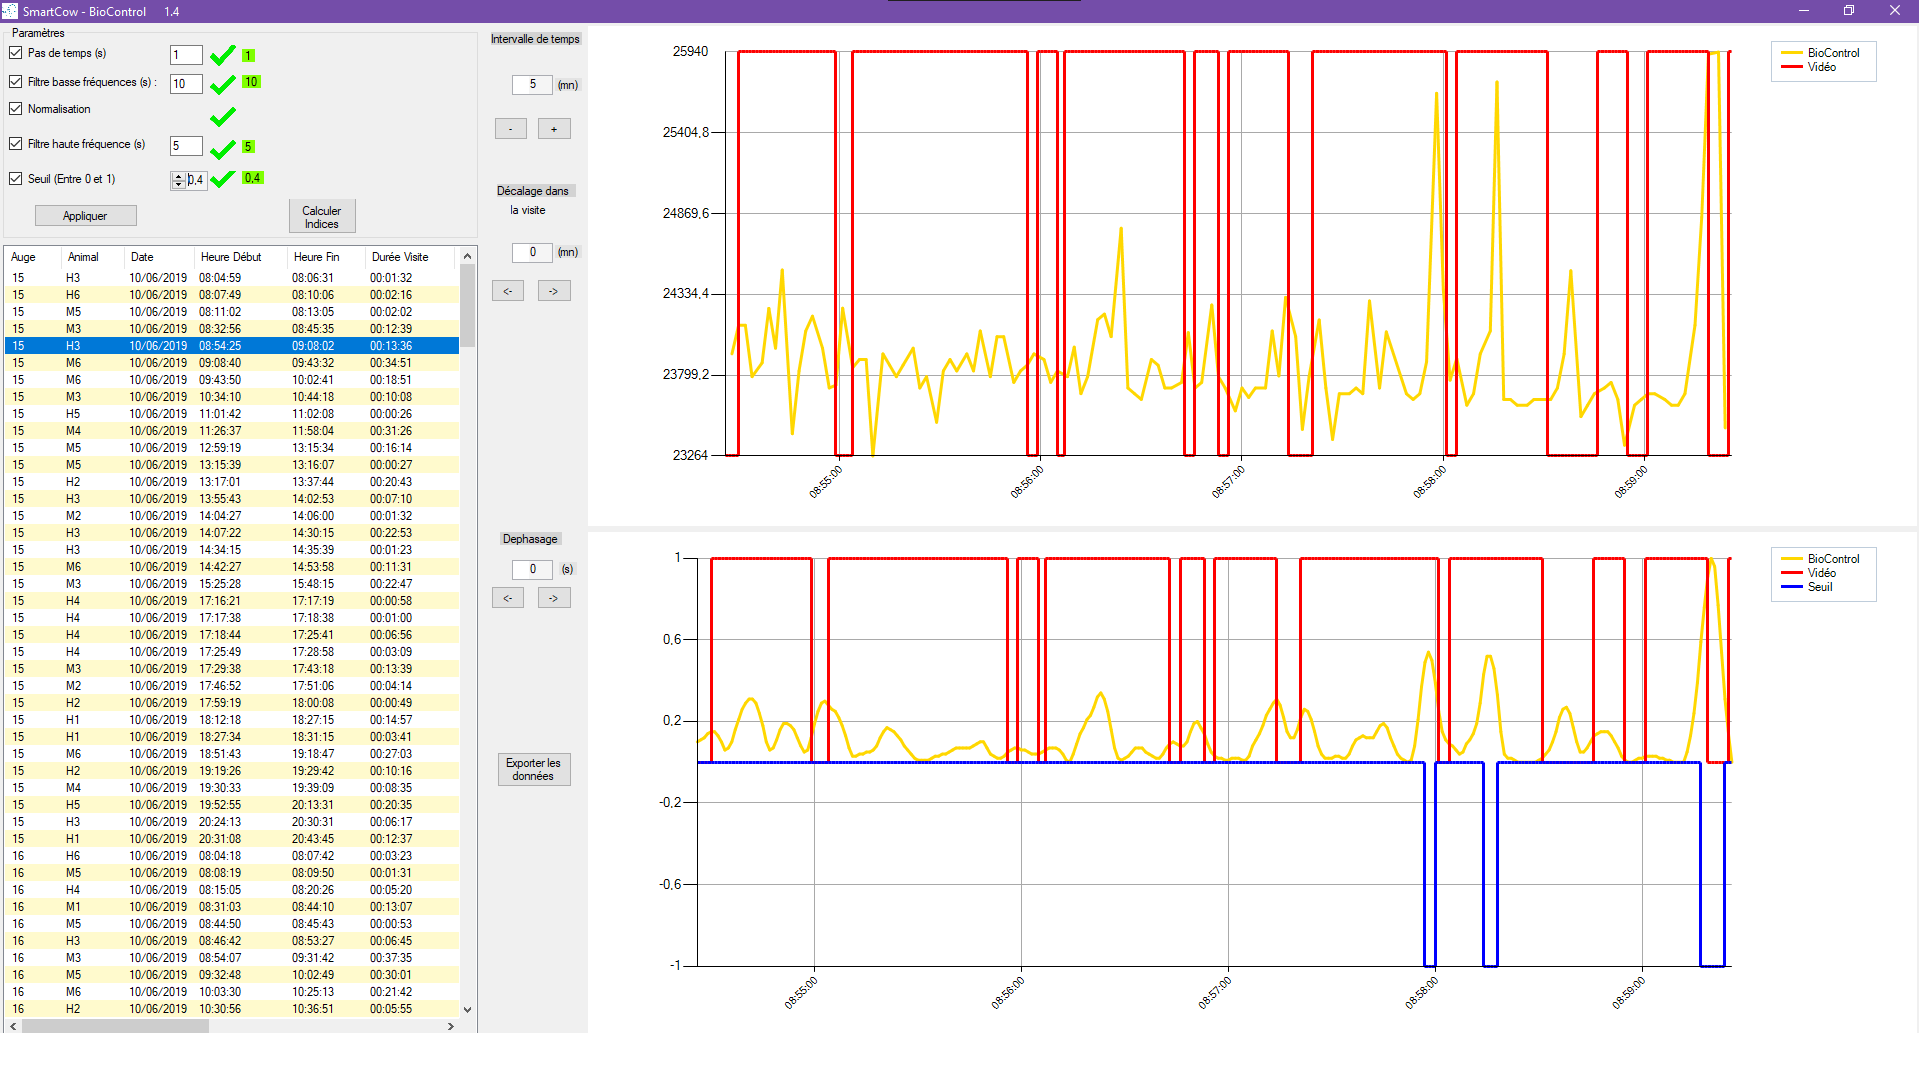 SmartCow - BioControl 1.4
Paramètres
Pas de temps (s) 1 1
Filtre basse fréquences (s) : 10 10
Normalisation
Filtre haute fréquence (s) 5 5
Seuil (Entre 0 et 1) 0,4 0,4
Appliquer
Calculer
Indices
Auge Animal Date Heure Début Heure Fin Durée Visite
15 H3 10/06/2019 08:04:59 08:06:31 00:01:32
15 H6 10/06/2019 08:07:49 08:10:06 00:02:16
15 M5 10/06/2019 08:11:02 08:13:05 00:02:02
15 M3 10/06/2019 08:32:56 08:45:35 00:12:39
15 H3 10/06/2019 08:54:25 09:08:02 00:13:36
15 M6 10/06/2019 09:08:40 09:43:32 00:34:51
15 M6 10/06/2019 09:43:50 10:02:41 00:18:51
15 M3 10/06/2019 10:34:10 10:44:18 00:10:08
15 H5 10/06/2019 11:01:42 11:02:08 00:00:26
15 M4 10/06/2019 11:26:37 11:58:04 00:31:26
15 M5 10/06/2019 12:59:19 13:15:34 00:16:14
15 M5 10/06/2019 13:15:39 13:16:07 00:00:27
15 H2 10/06/2019 13:17:01 13:37:44 00:20:43
15 H3 10/06/2019 13:55:43 14:02:53 00:07:10
15 M2 10/06/2019 14:04:27 14:06:00 00:01:32
15 H3 10/06/2019 14:07:22 14:30:15 00:22:53
15 H3 10/06/2019 14:34:15 14:35:39 00:01:23
15 M6 10/06/2019 14:42:27 14:53:58 00:11:31
15 M3 10/06/2019 15:25:28 15:48:15 00:22:47
15 H4 10/06/2019 17:16:21 17:17:19 00:00:58
15 H4 10/06/2019 17:17:38 17:18:38 00:01:00
15 H4 10/06/2019 17:18:44 17:25:41 00:06:56
15 H4 10/06/2019 17:25:49 17:28:58 00:03:09
15 M3 10/06/2019 17:29:38 17:43:18 00:13:39
15 M2 10/06/2019 17:46:52 17:51:06 00:04:14
15 H2 10/06/2019 17:59:19 18:00:08 00:00:49
15 H1 10/06/2019 18:12:18 18:27:15 00:14:57
15 H1 10/06/2019 18:27:34 18:31:15 00:03:41
15 M6 10/06/2019 18:51:43 19:18:47 00:27:03
15 H2 10/06/2019 19:19:26 19:29:42 00:10:16
15 M4 10/06/2019 19:30:33 19:39:09 00:08:35
15 H5 10/06/2019 19:52:55 20:13:31 00:20:35
15 H3 10/06/2019 20:24:13 20:30:31 00:06:17
15 H1 10/06/2019 20:31:08 20:43:45 00:12:37
16 H6 10/06/2019 08:04:18 08:07:42 00:03:23
16 M5 10/06/2019 08:08:19 08:09:50 00:01:31
16 H4 10/06/2019 08:15:05 08:20:26 00:05:20
16 M1 10/06/2019 08:31:03 08:44:10 00:13:07
16 M5 10/06/2019 08:44:50 08:45:43 00:00:53
16 H3 10/06/2019 08:46:42 08:53:27 00:06:45
16 M3 10/06/2019 08:54:07 09:31:42 00:37:35
16 M5 10/06/2019 09:32:48 10:02:49 00:30:01
16 M6 10/06/2019 10:03:30 10:25:13 00:21:42
16 H2 10/06/2019 10:30:56 10:36:51 00:05:55
Intervalle de temps
5 (mn)
- +
Décalage dans
la visite
0 (mn)
<- ->
Dephasage
0 (s)
<- ->
Exporter les
données
25940
25404,8
24869,6
24334,4
23799,2
23264
08:55:00 08:56:00 08:57:00 08:58:00 08:59:00
BioControl
Vidéo
1
0,6
0,2
-0,2
-0,6
-1
08:55:00 08:56:00 08:57:00 08:58:00 08:59:00
BioControl
Vidéo
Seuil